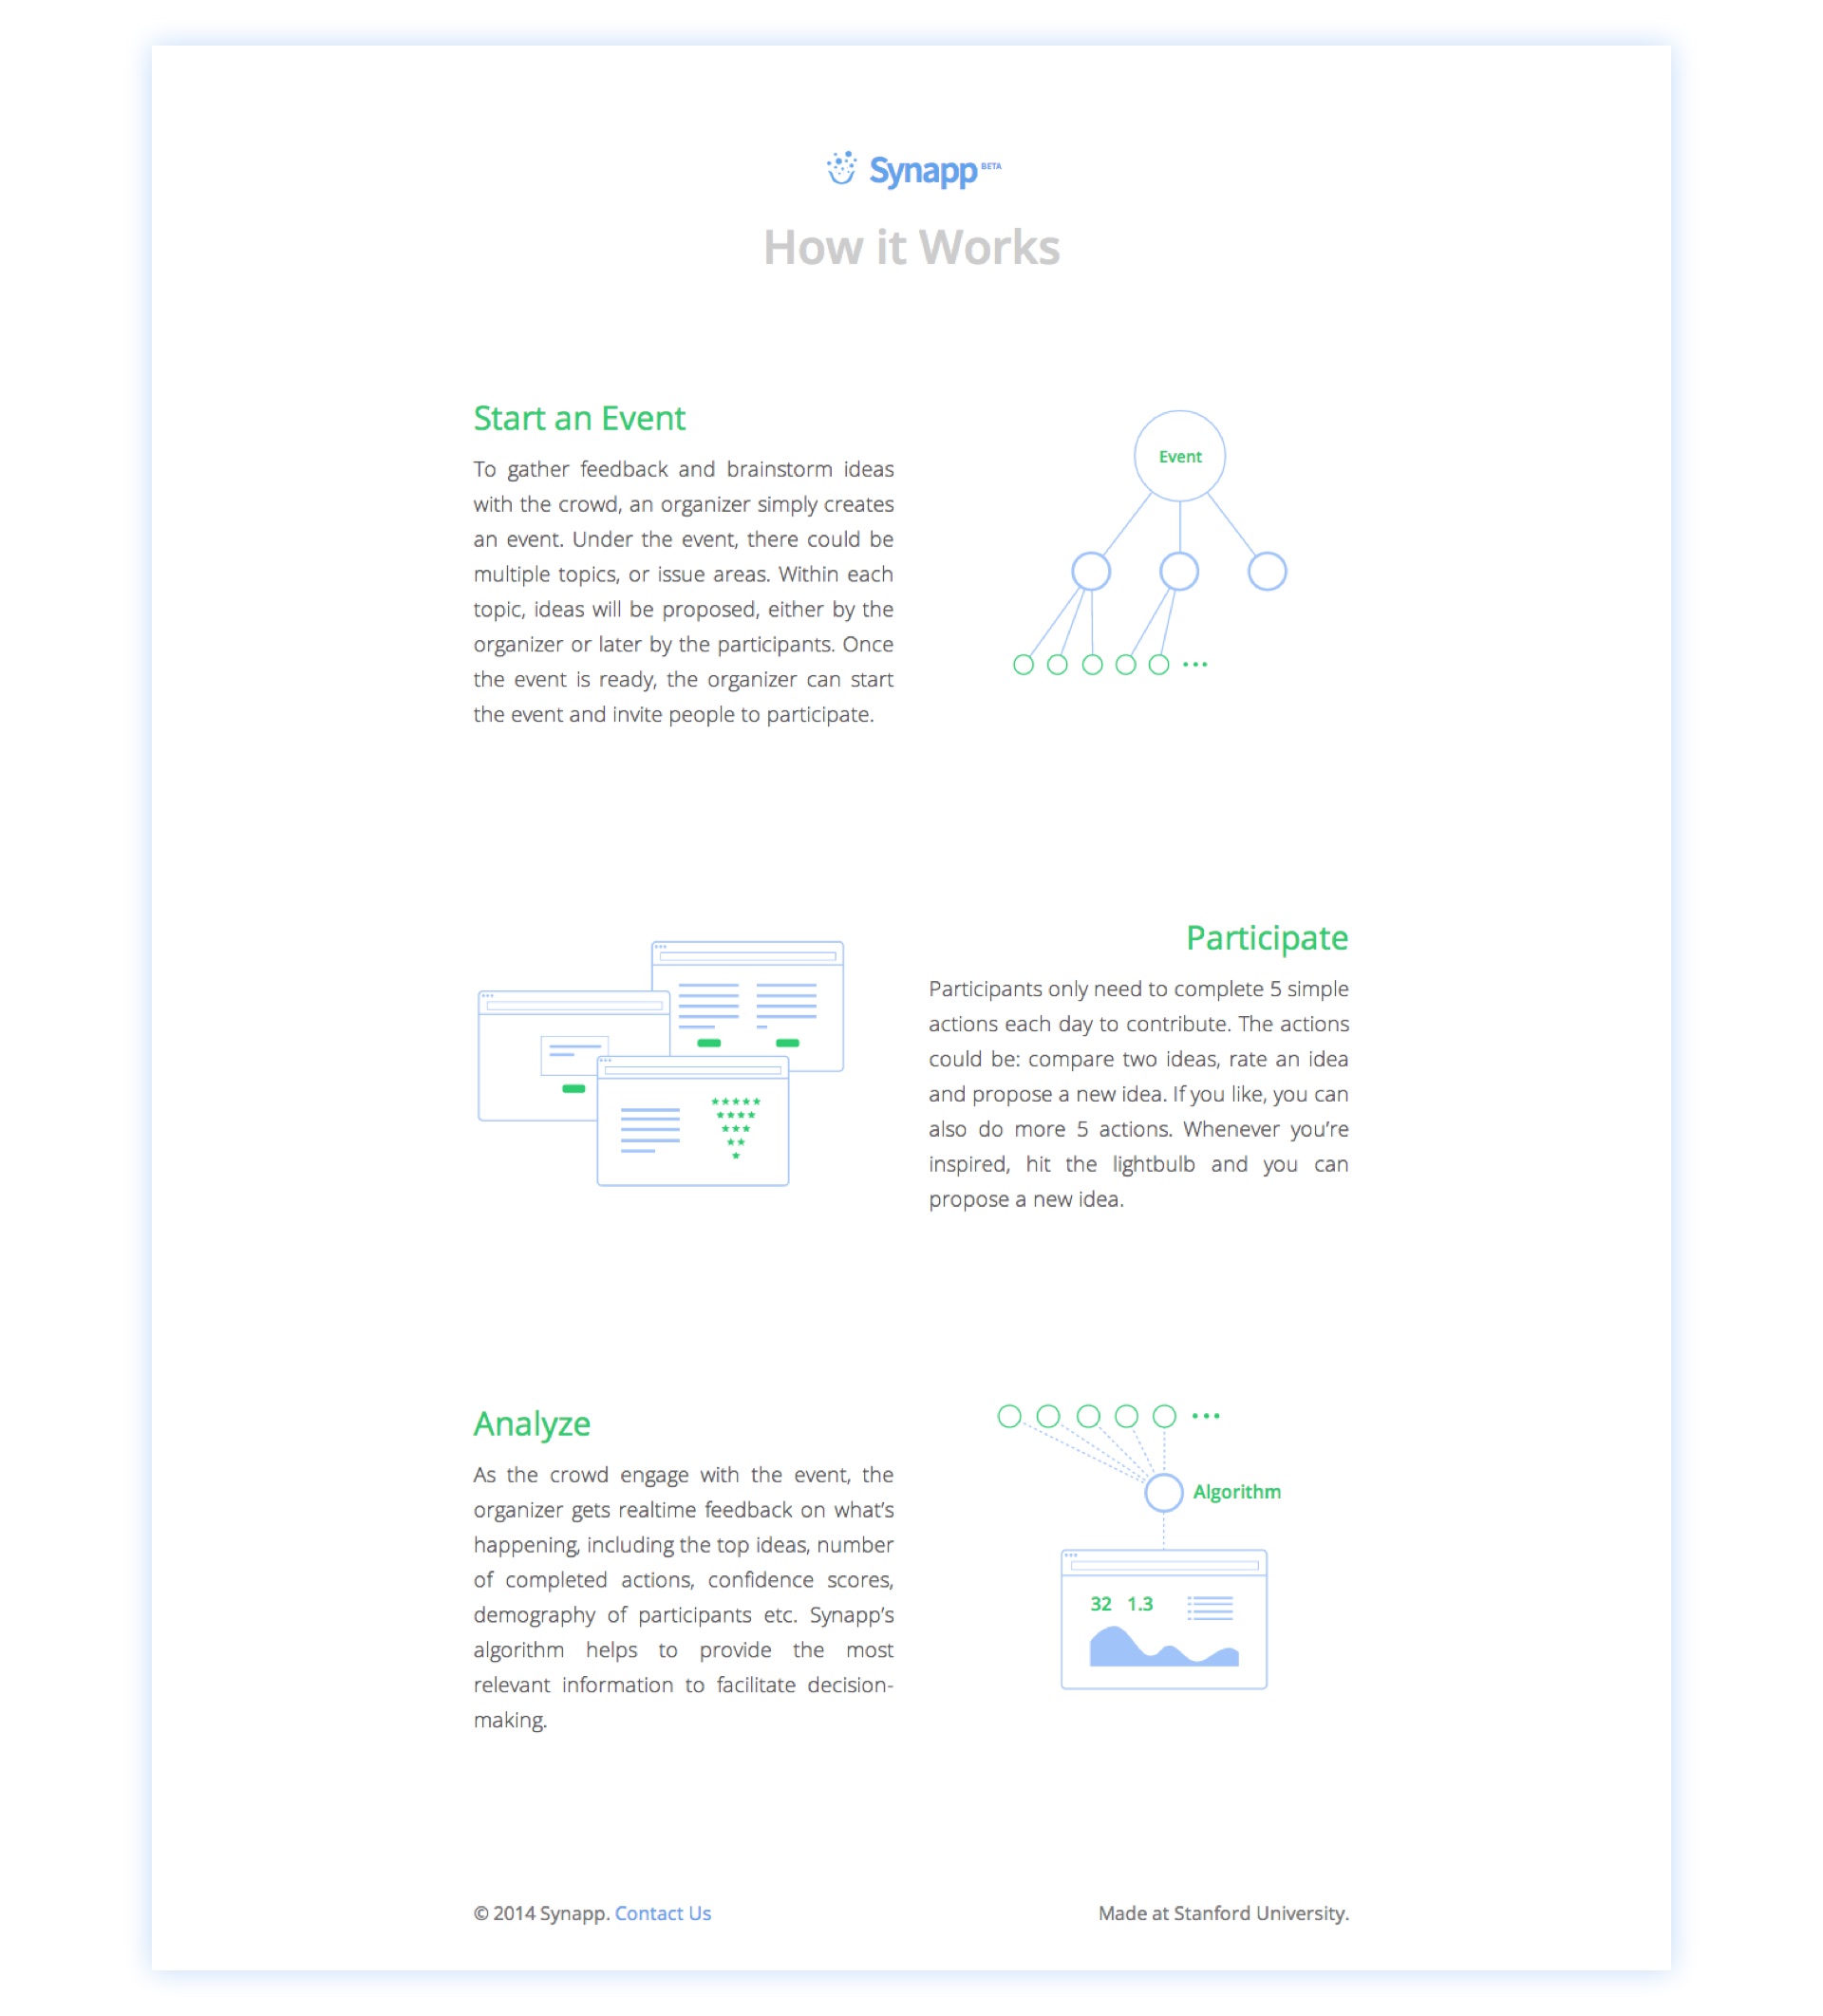 Synapp BETA
How it Works
Start an Event
To gather feedback and brainstorm ideas
with the crowd, an organizer simply creates
an event. Under the event, there could be
multiple topics, or issue areas. Within each
topic, ideas will be proposed, either by the
organizer or later by the participants. Once
the event is ready, the organizer can start
the event and invite people to participate.
Event
Participate
Participants only need to complete 5 simple
actions each day to contribute. The actions
could be: compare two ideas, rate an idea
and propose a new idea. If you like, you can
also do more 5 actions. Whenever you’re
inspired, hit the lightbulb and you can
propose a new idea.
Analyze
As the crowd engage with the event, the
organizer gets realtime feedback on what’s
happening, including the top ideas, number
of completed actions, confidence scores,
demography of participants etc. Synapp’s
algorithm helps to provide the most
relevant information to facilitate decision-
making.
Algorithm
32 1.3
© 2014 Synapp. Contact Us
Made at Stanford University.